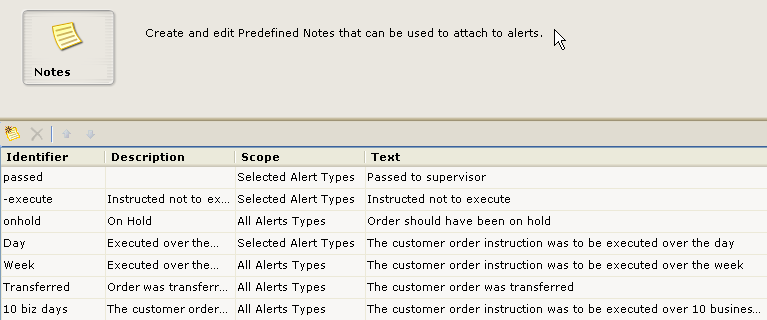 Create and edit Predefined Notes that can be used to attach to alerts.
Notes
Identifier Description Scope Text
passed Selected Alert Types Passed to supervisor
-execute Instructed not to ex... Selected Alert Types Instructed not to execute
onhold On Hold All Alerts Types Order should have been on hold
Day Executed over the... Selected Alert Types The customer order instruction was to be executed over the day
Week Executed over the... All Alerts Types The customer order instruction was to be executed over the week
Transferred Order was transferr... All Alerts Types The customer order was transferred
10 biz days The customer order... All Alerts Types The customer order instruction was to be executed over 10 busines...